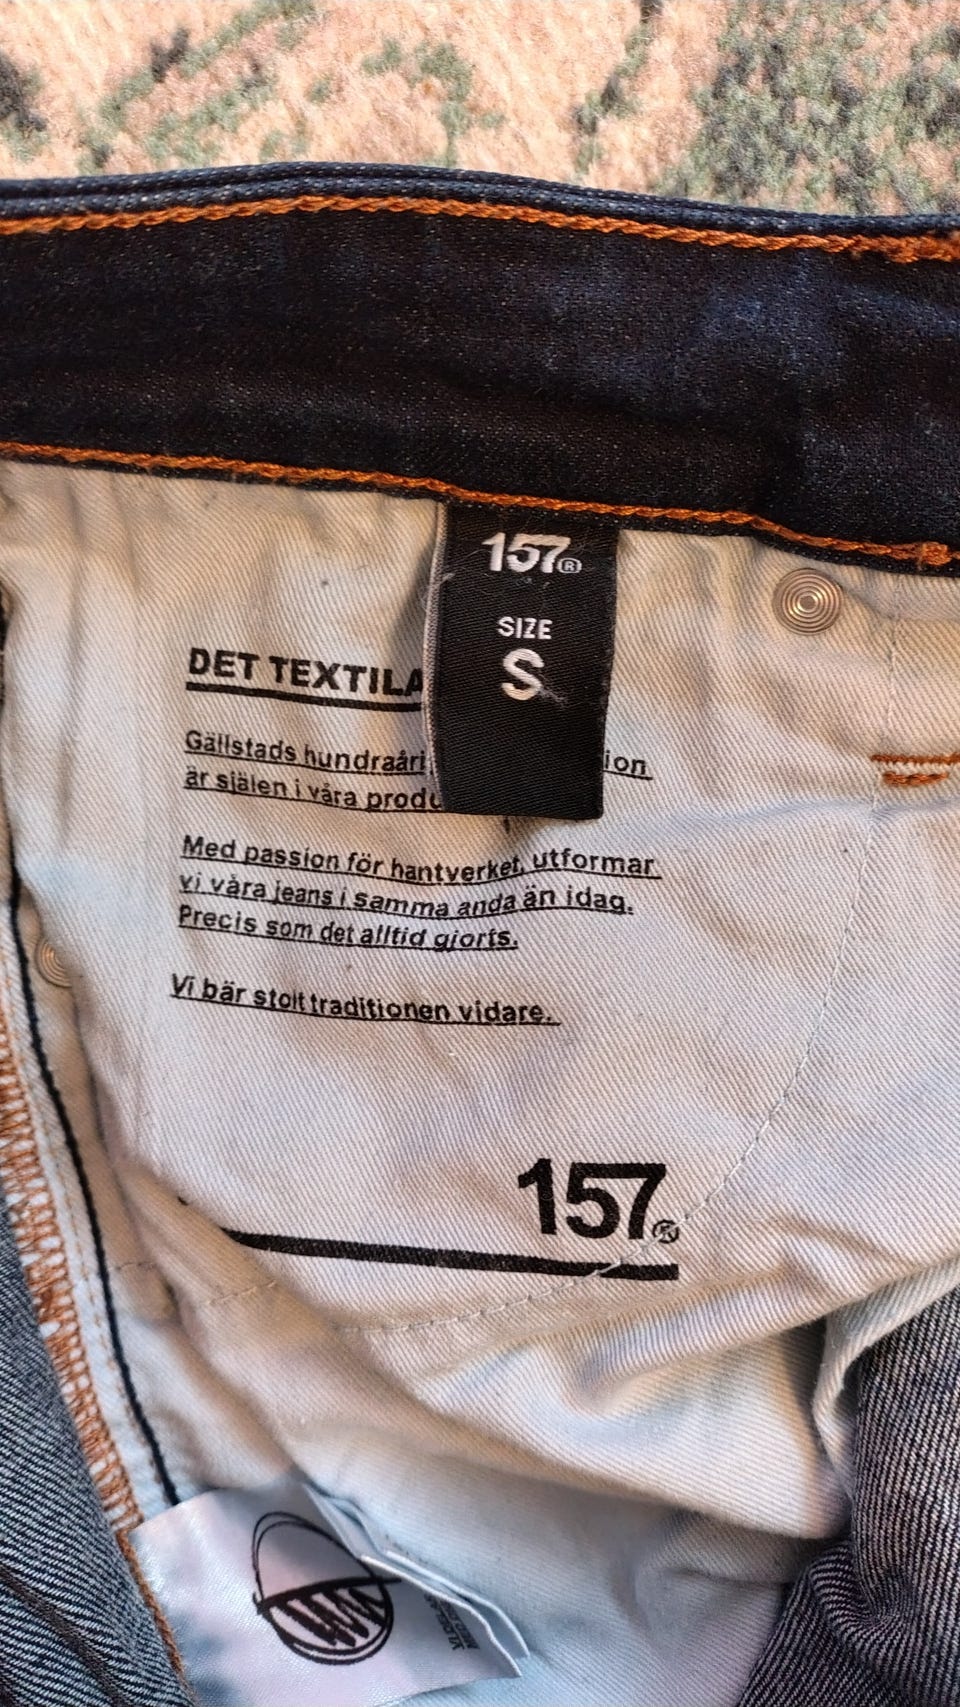 157®
SIZE
S
DET TEXTILA
Gällstads hundraåri ion
är själen i våra produ
Med passion för hantverket, utformar
vi våra jeans i samma anda än idag.
Precis som det alltid gjorts.
Vi bär stolt traditionen vidare.
157®